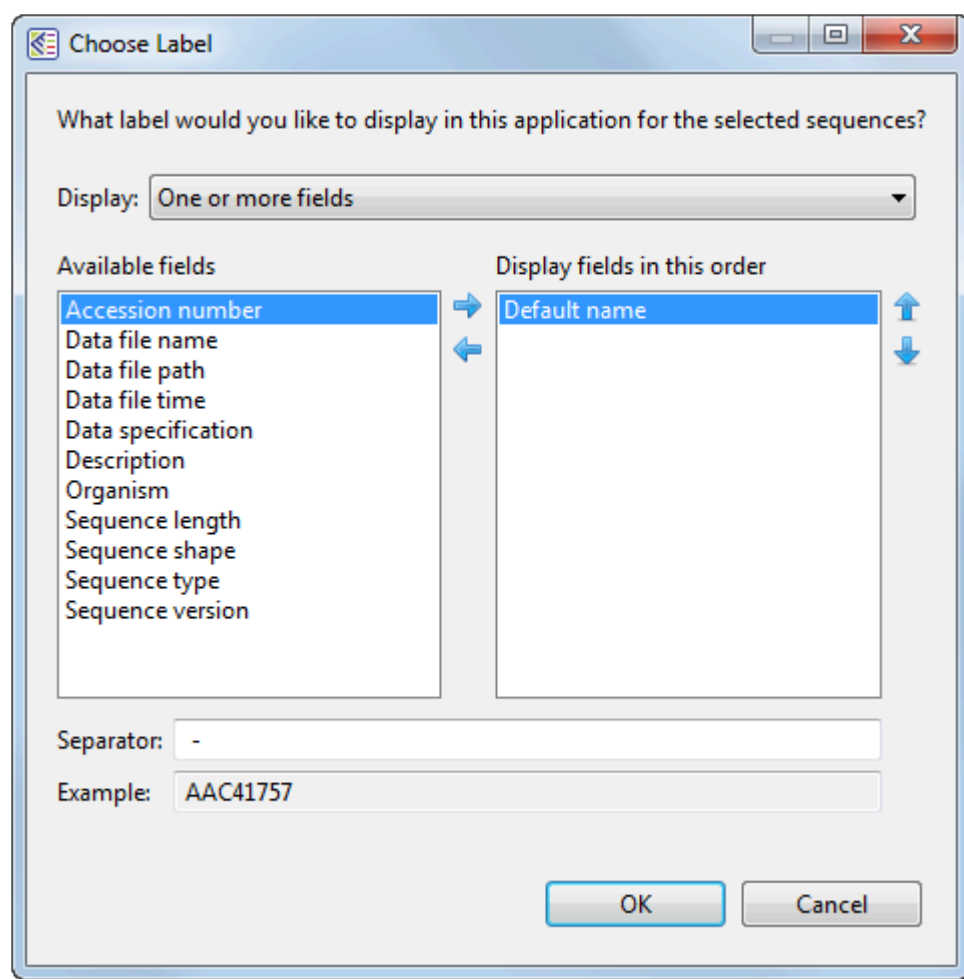 Choose Label
What label would you like to display in this application for the selected sequences?
Display: One or more fields
Available fields
Accession number
Data file name
Data file path
Data file time
Data specification
Description
Organism
Sequence length
Sequence shape
Sequence type
Sequence version
Display fields in this order
Default name
Separator: -
Example: AAC41757
OK
Cancel